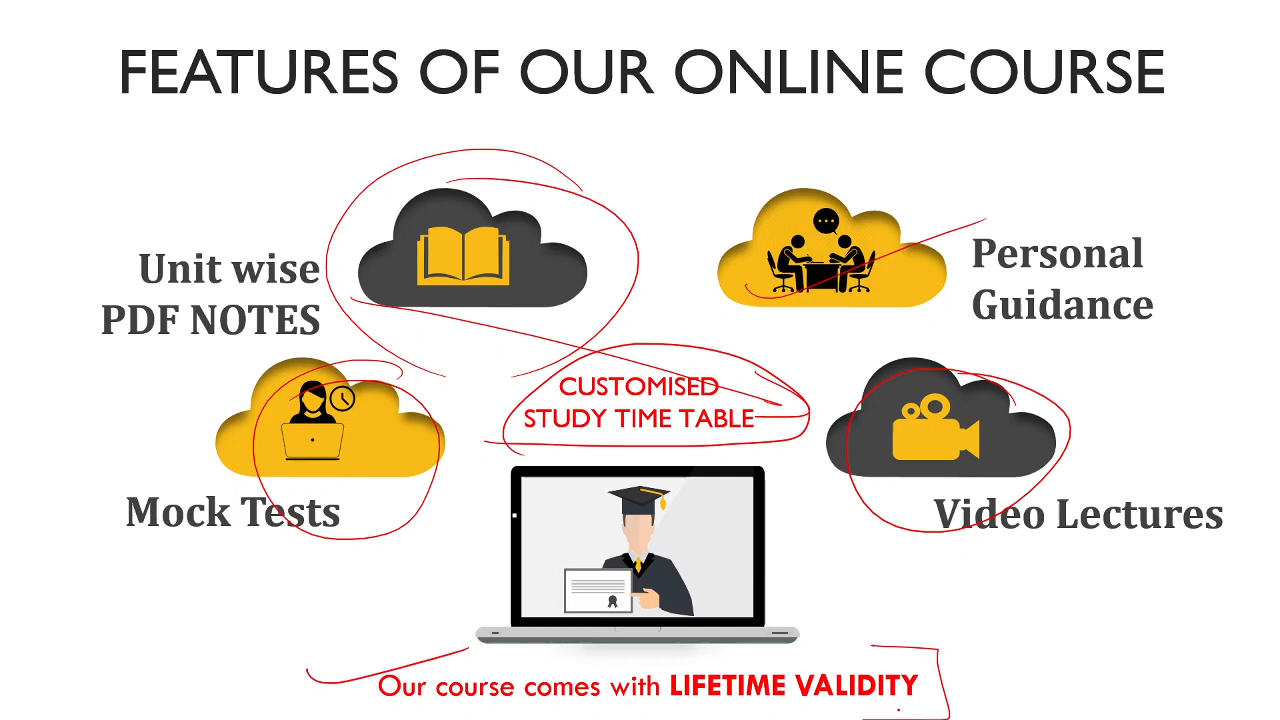 FEATURES OF OUR ONLINE COURSE
Unit wise
PDF NOTES
Personal
Guidance
CUSTOMISED
STUDY TIME TABLE
Mock Tests
Video Lectures
Our course comes with LIFETIME VALIDITY